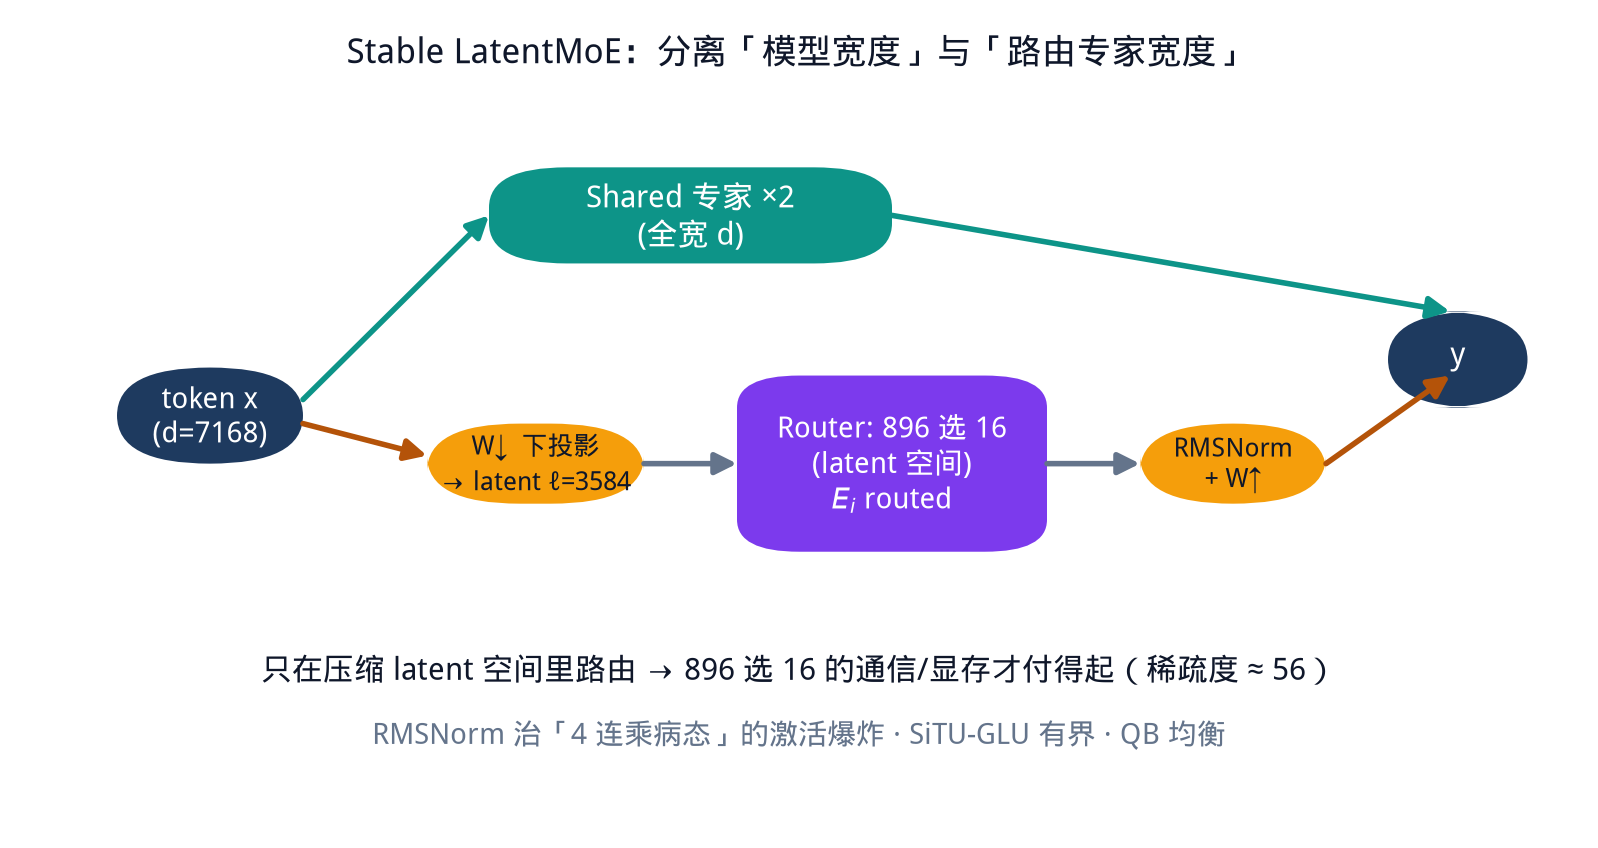 Stable LatentMoE：分离「模型宽度」与「路由专家宽度」
Shared 专家 ×2
(全宽 d)
token x
(d=7168)
W↓ 下投影
→ latent ℓ=3584
Router: 896 选 16
(latent 空间)
E_i routed
RMSNorm
+ W↑
y
只在压缩 latent 空间里路由 → 896 选 16 的通信/显存才付得起（稀疏度 ≈ 56）
RMSNorm 治「4 连乘病态」的激活爆炸 · SiTU-GLU 有界 · QB 均衡